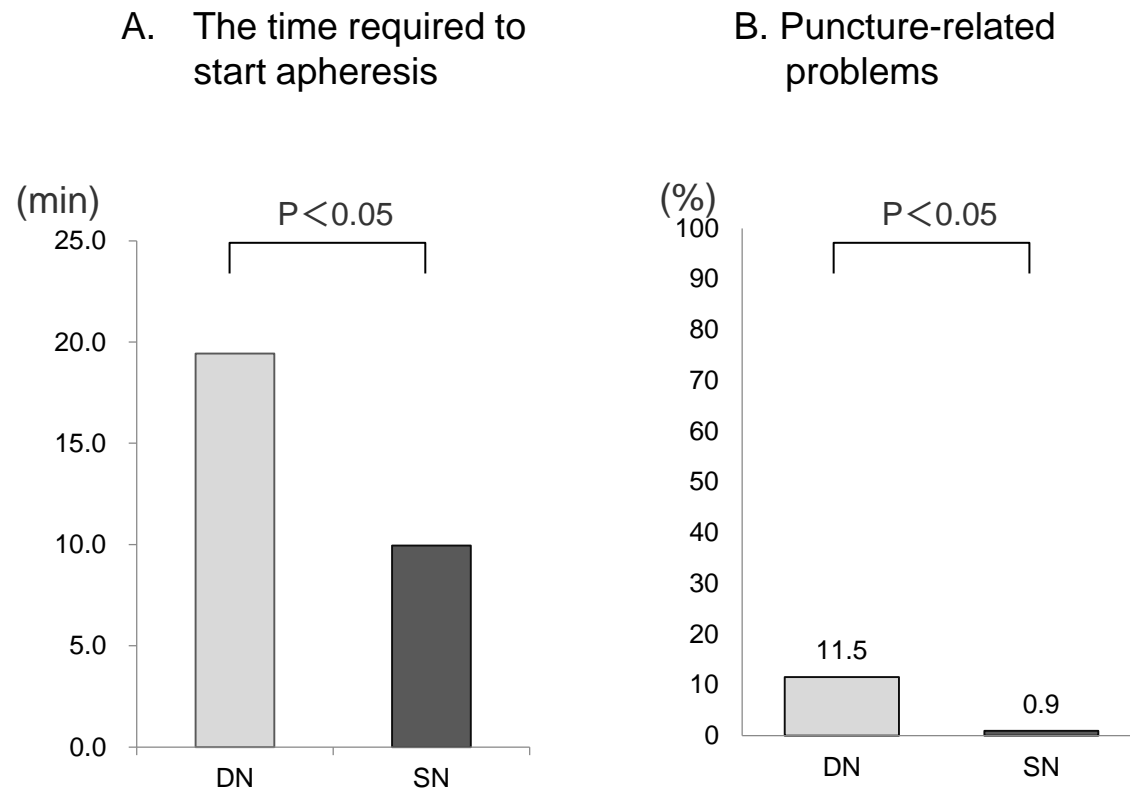 A. The time required to
start apheresis
(min)
P＜0.05
25.0
20.0
15.0
10.0
5.0
0.0
DN SN
B. Puncture-related
problems
(%)
P＜0.05
100
90
80
70
60
50
40
30
20
10
0
11.5
0.9
DN SN